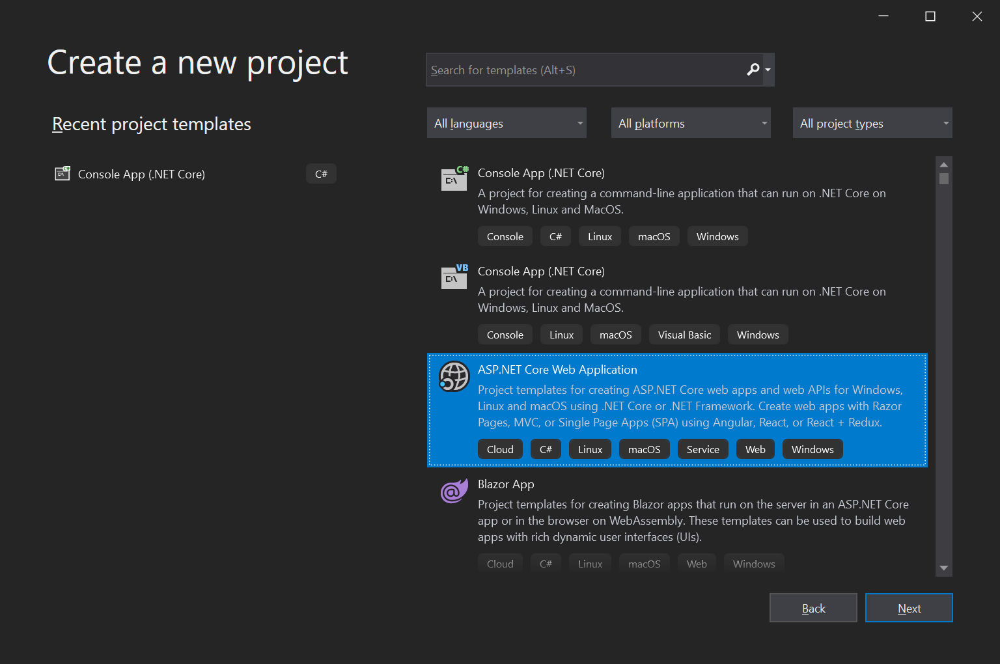 Create a new project
Search for templates (Alt+S)
Recent project templates
All languages
All platforms
All project types
Console App (.NET Core)
C#
C#
C:\
Console App (.NET Core)
A project for creating a command-line application that can run on .NET Core on
Windows, Linux and MacOS.
Console C# Linux macOS Windows
VB
C:\
Console App (.NET Core)
A project for creating a command-line application that can run on .NET Core on
Windows, Linux and MacOS.
Console Linux macOS Visual Basic Windows
ASP.NET Core Web Application
Project templates for creating ASP.NET Core web apps and web APIs for Windows,
Linux and macOS using .NET Core or .NET Framework. Create web apps with Razor
Pages, MVC, or Single Page Apps (SPA) using Angular, React, or React + Redux.
Cloud C# Linux macOS Service Web Windows
Blazor App
Project templates for creating Blazor apps that run on the server in an ASP.NET Core
app or in the browser on WebAssembly. These templates can be used to build web
apps with rich dynamic user interfaces (UIs).
Cloud C# Linux macOS Web Windows
Back
Next